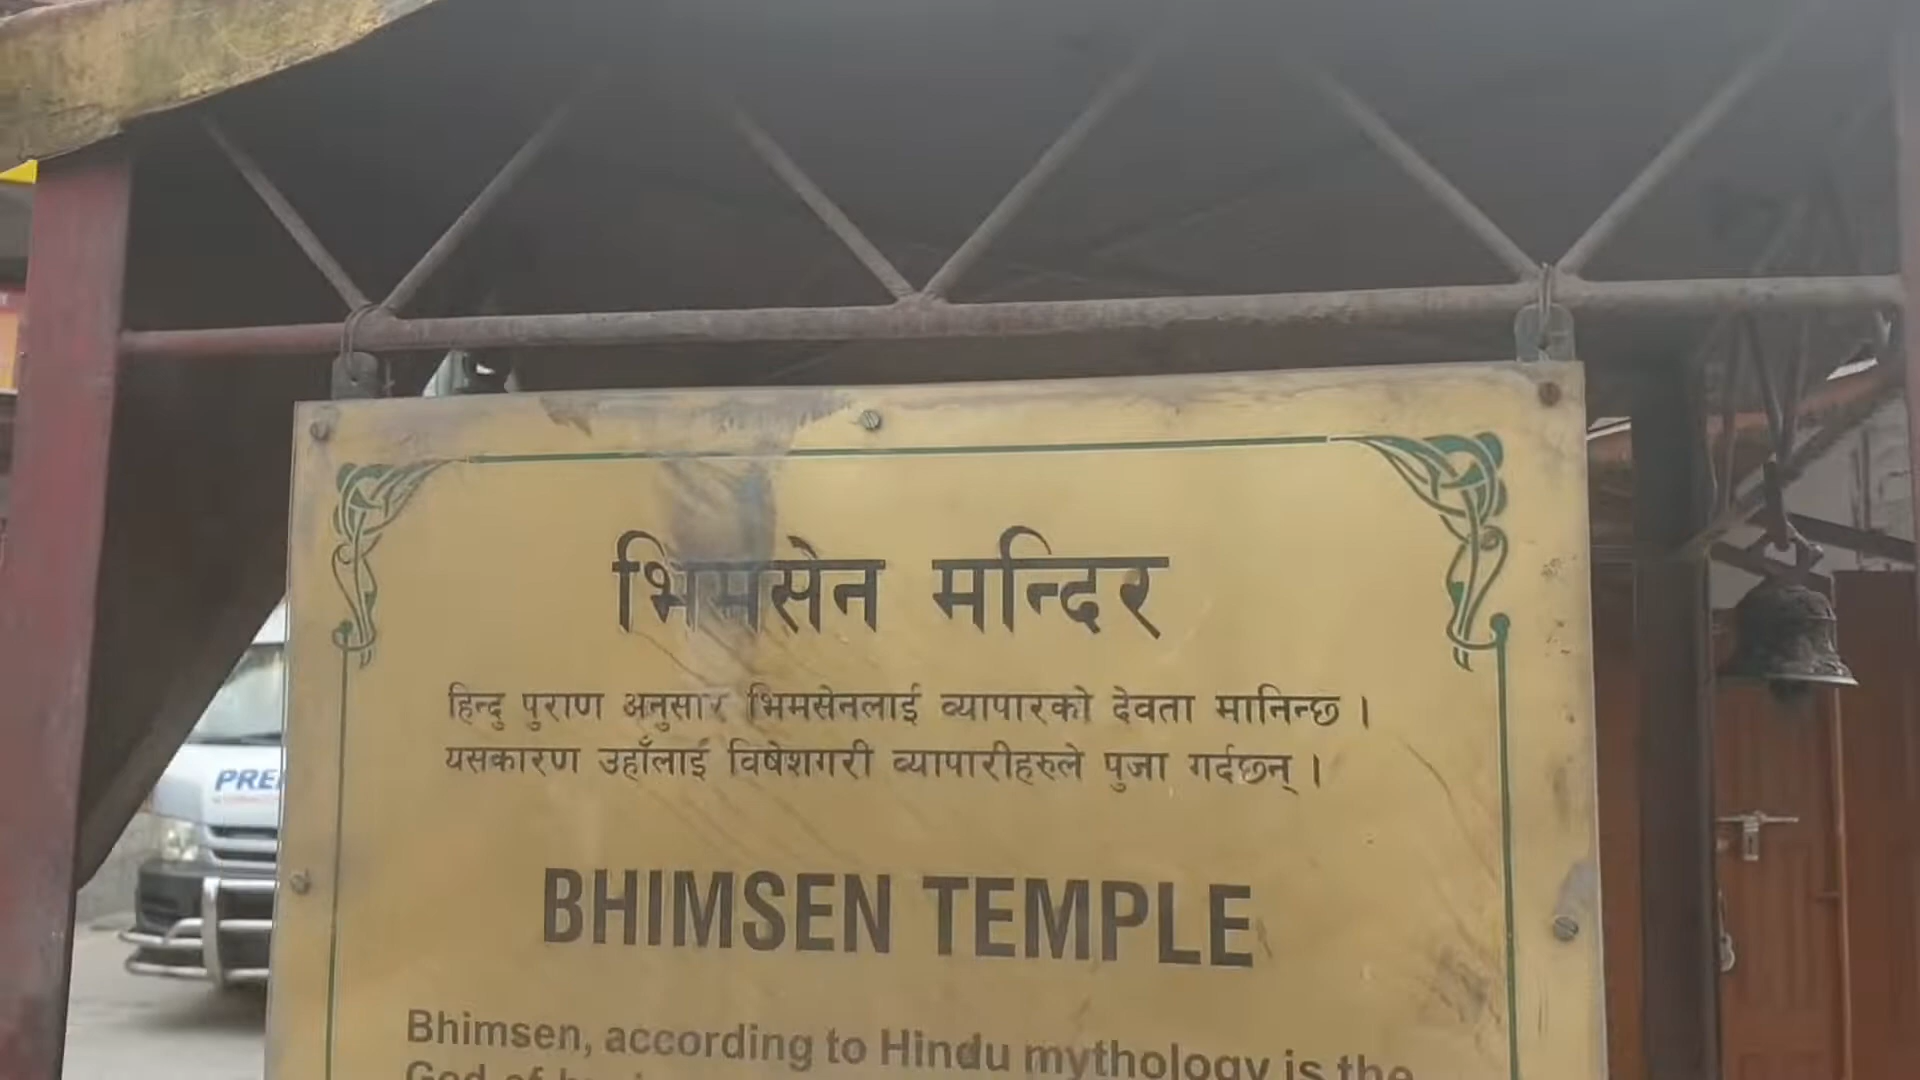 भिमसेन मन्दिर
हिन्दु पुराण अनुसार भिमसेनलाई व्यापारको देवता मानिन्छ ।
यसकारण उहाँलाई विषेशगरी व्यापारीहरुले पुजा गर्दछन् ।
BHIMSEN TEMPLE
Bhimsen, according to Hindu mythology is the
God of